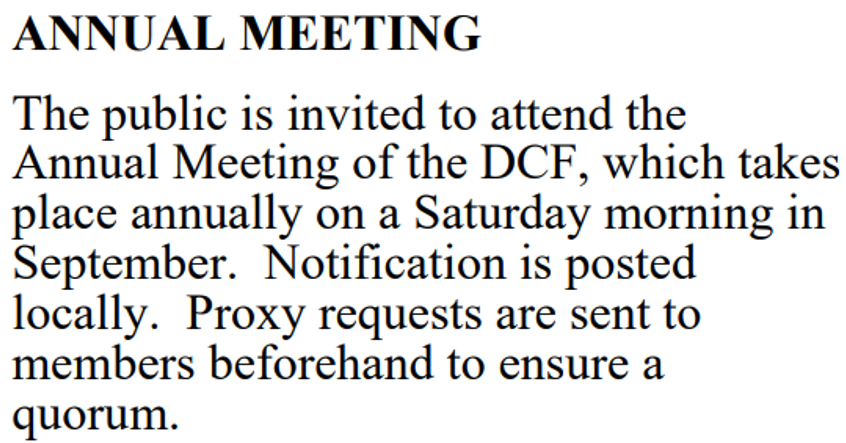 ANNUAL MEETING
The public is invited to attend the
Annual Meeting of the DCF, which takes
place annually on a Saturday morning in
September.  Notification is posted
locally.  Proxy requests are sent to
members beforehand to ensure a
quorum.